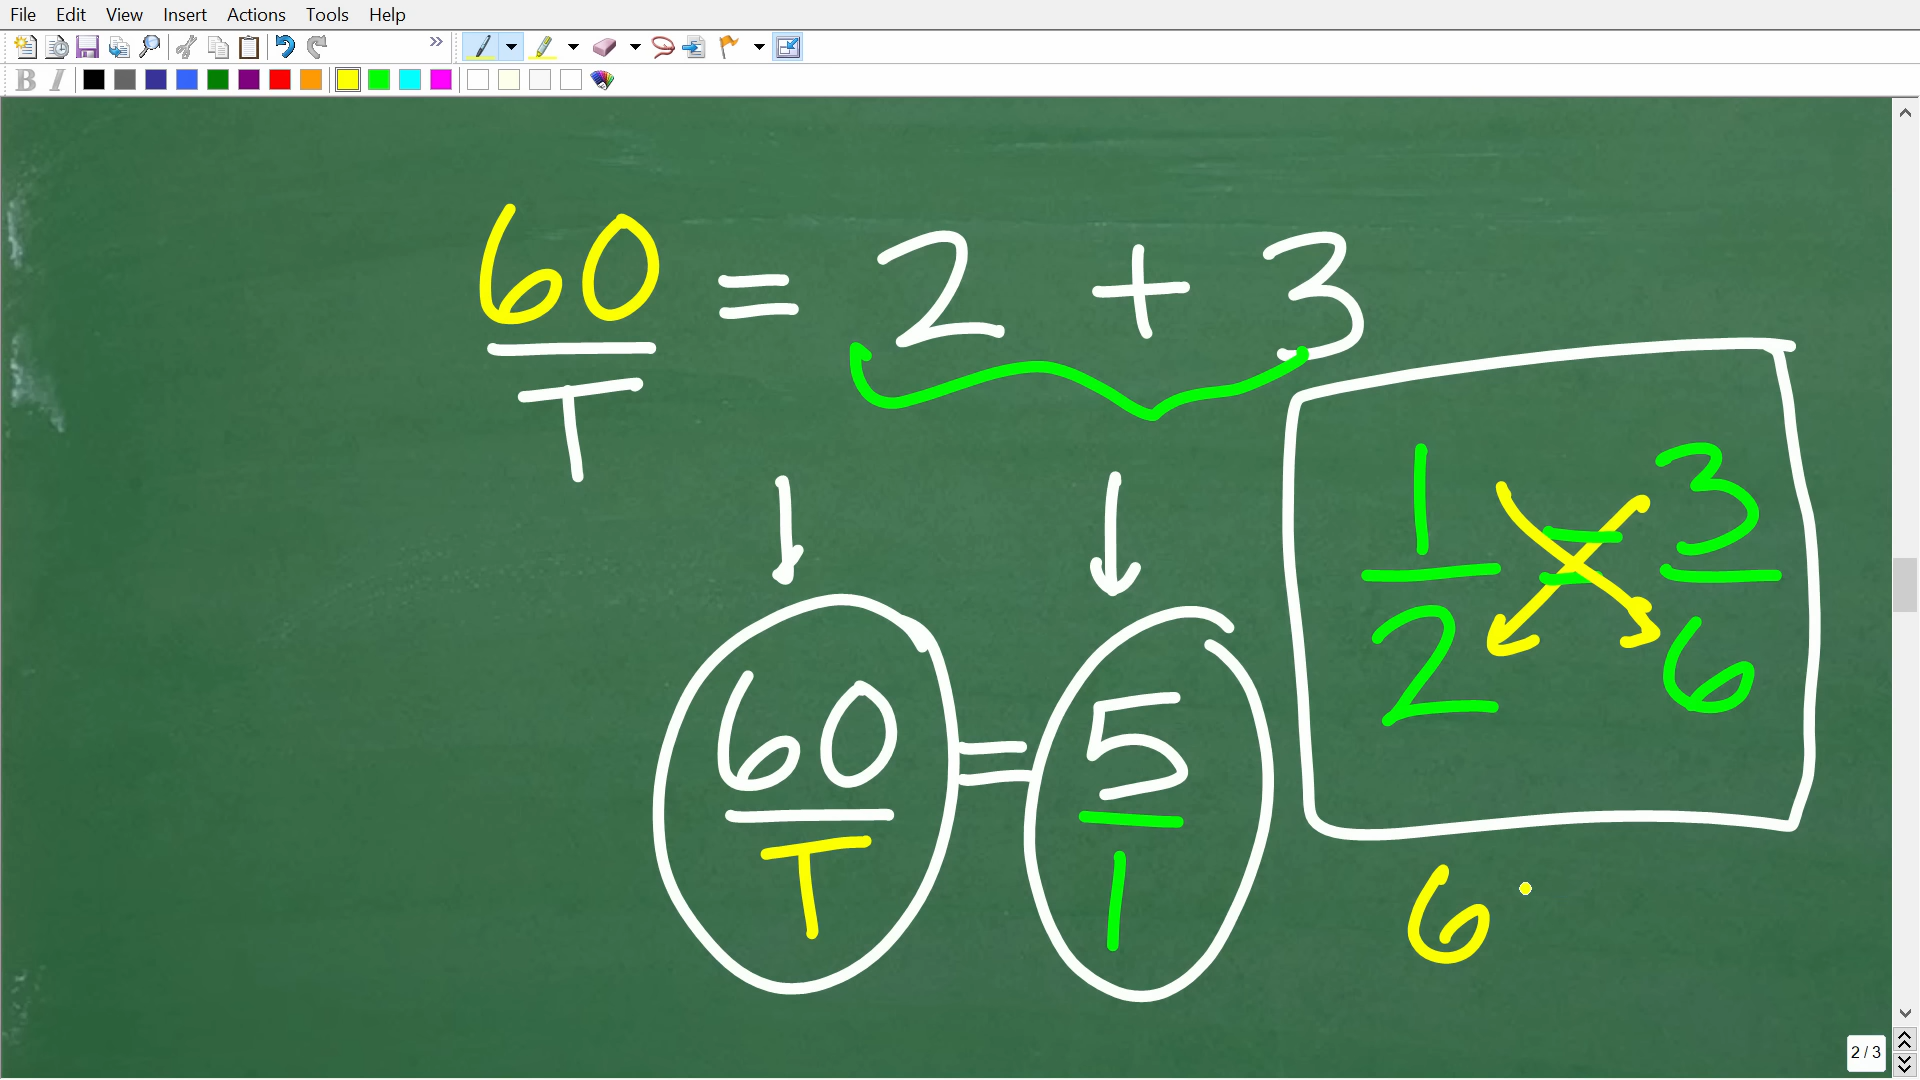 File Edit View Insert Actions Tools Help
B I
60/T = 2 + 3
1/2 = 3/6
60/T = 5/1
6
2 / 3